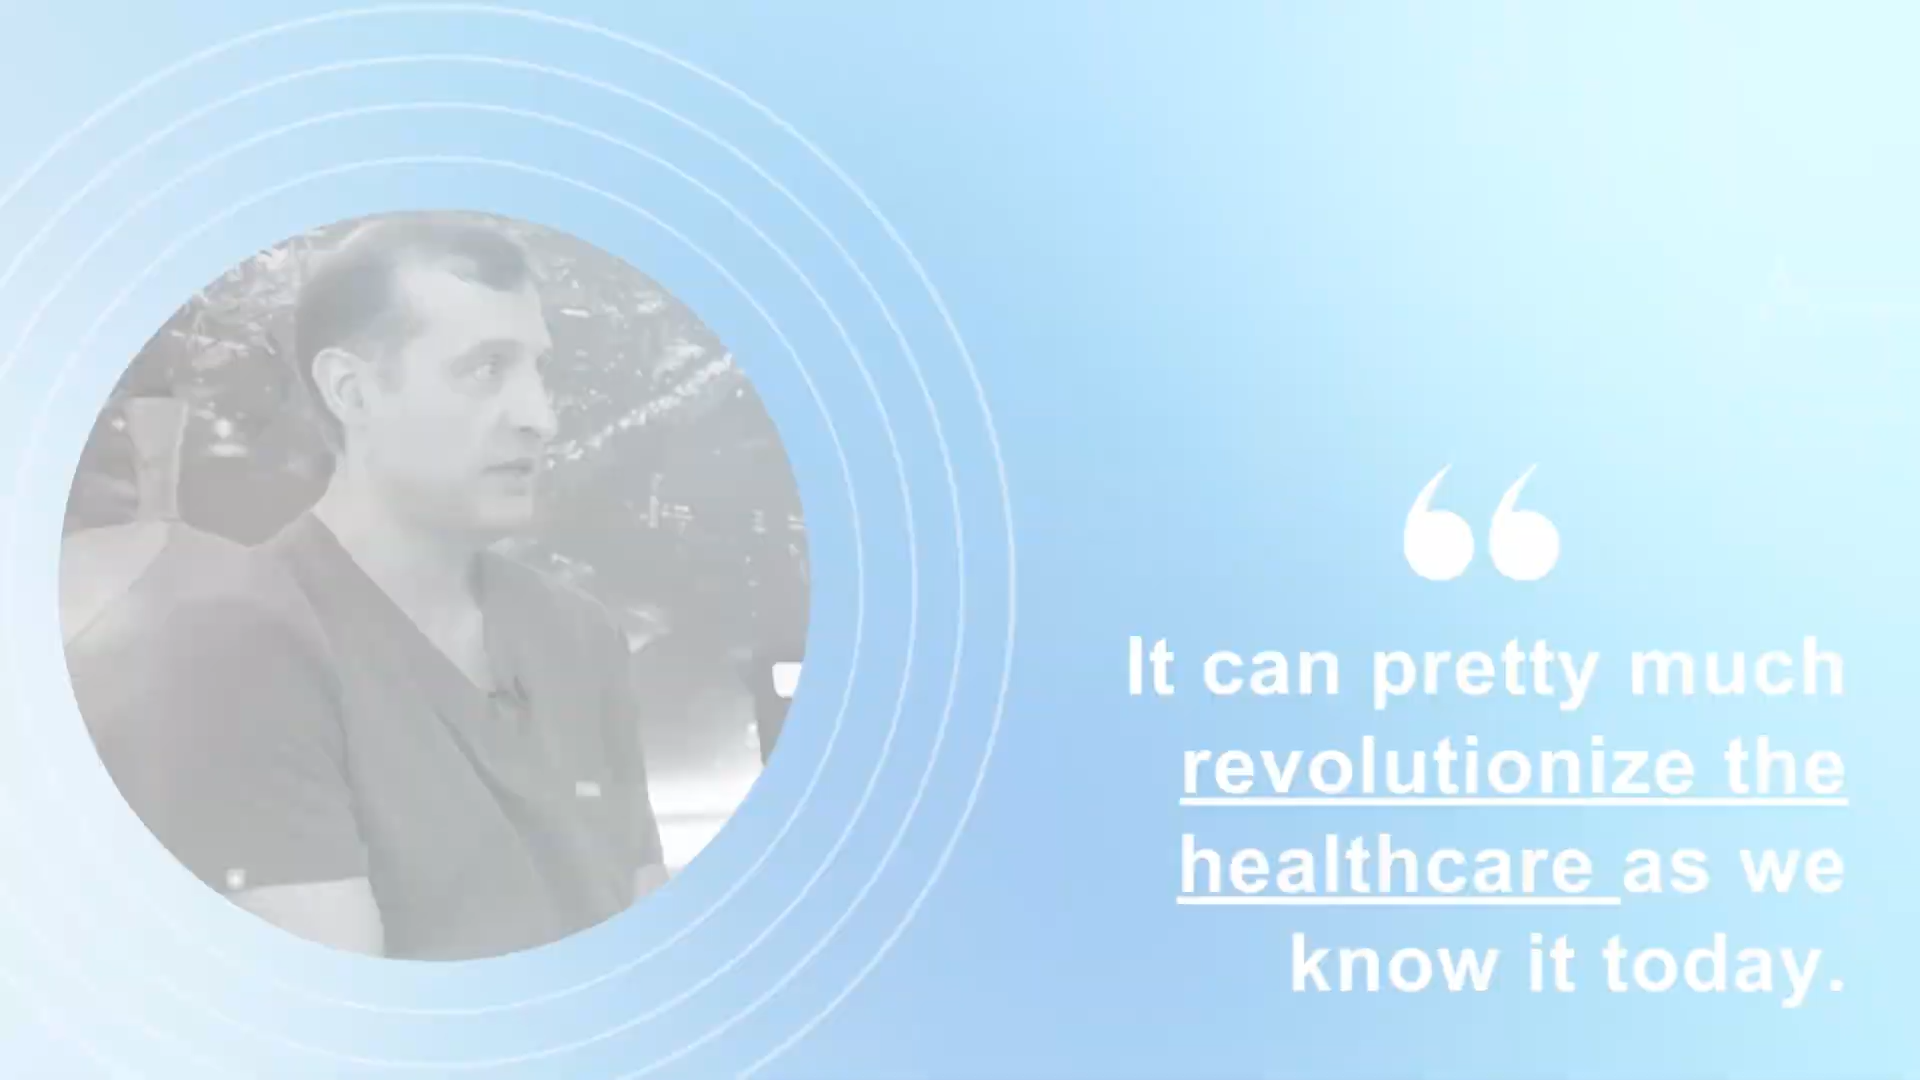 “
It can pretty much
revolutionize the
healthcare as we
know it today.